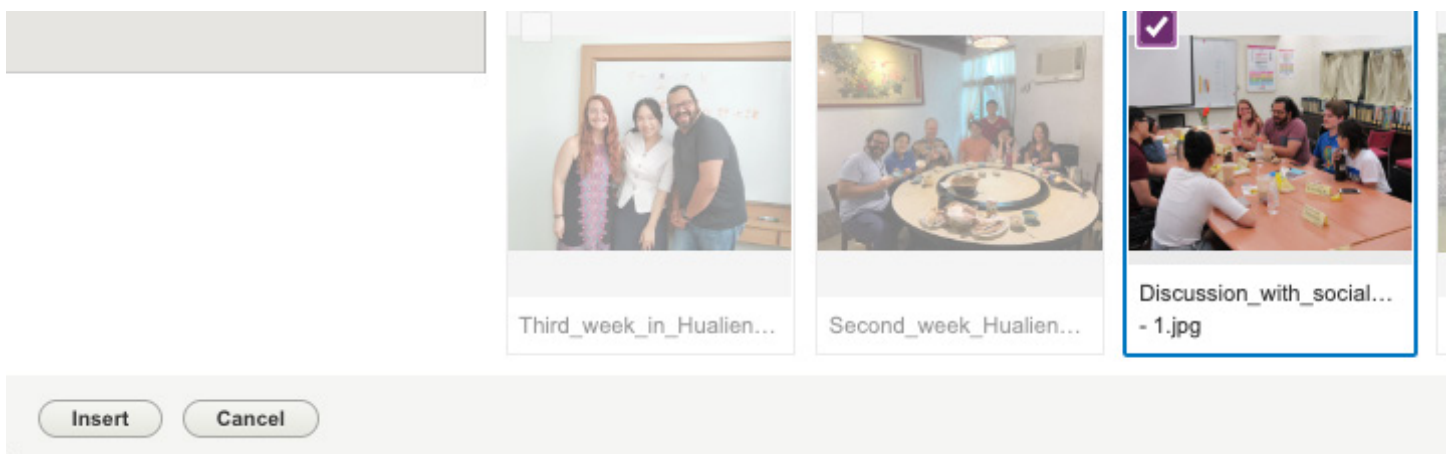 Third_week_in_Hualien...
Second_week_Hualien...
Discussion_with_social...
- 1.jpg
Insert
Cancel